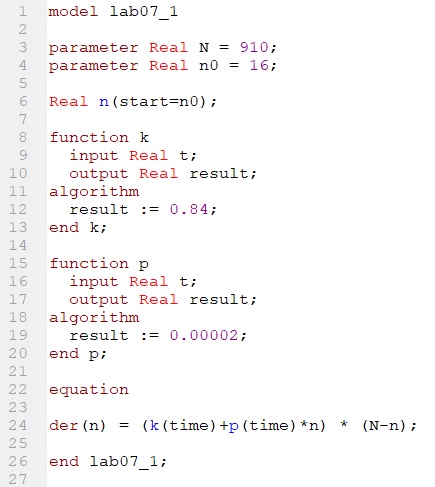 1 model lab07_1
2
3 parameter Real N = 910;
4 parameter Real n0 = 16;
5
6 Real n(start=n0);
7
8 function k
9   input Real t;
10   output Real result;
11 algorithm
12   result := 0.84;
13 end k;
14
15 function p
16   input Real t;
17   output Real result;
18 algorithm
19   result := 0.00002;
20 end p;
21
22 equation
23
24 der(n) = (k(time)+p(time)*n) * (N-n);
25
26 end lab07_1;
27